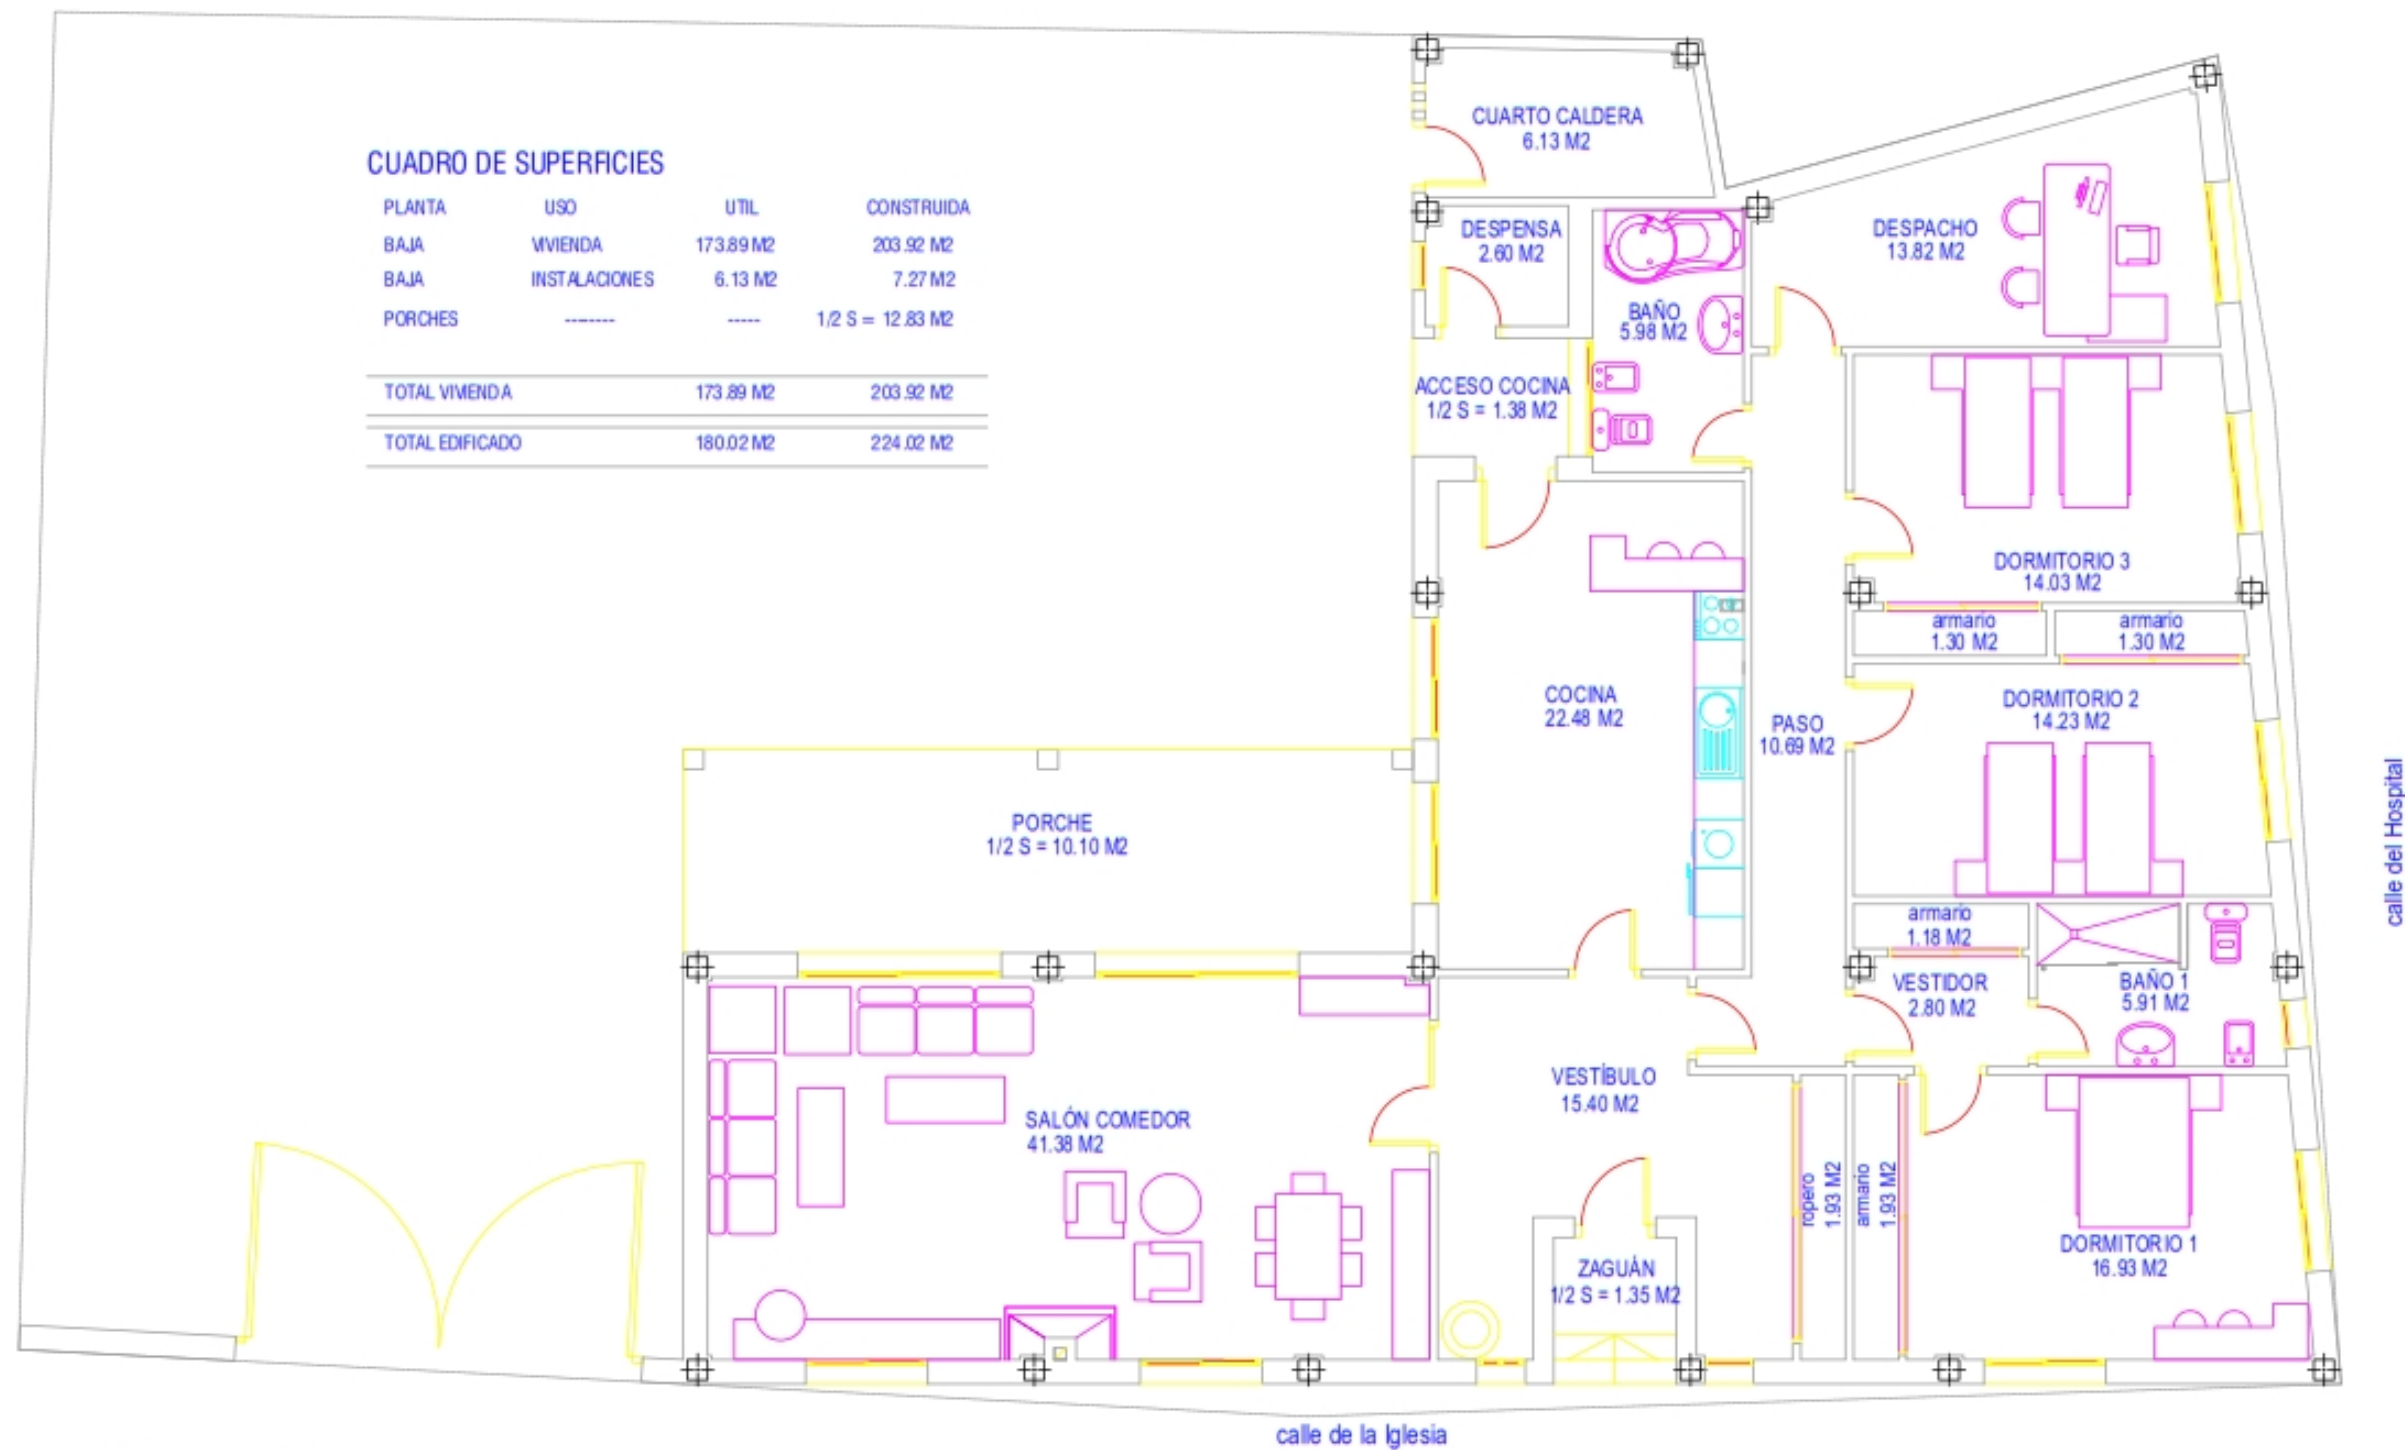 CUADRO DE SUPERFICIES
PLANTA USO UTIL CONSTRUIDA
BAJA VIVIENDA 173.89 M2 203.92 M2
BAJA INSTALACIONES 6.13 M2 7.27 M2
PORCHES -------- ----- 1/2 S = 12.83 M2
TOTAL VIVIENDA 173.89 M2 203.92 M2
TOTAL EDIFICADO 180.02 M2 224.02 M2
CUARTO CALDERA
6.13 M2
DESPENSA
2.60 M2
BAÑO
5.98 M2
DESPACHO
13.82 M2
ACCESO COCINA
1/2 S = 1.38 M2
DORMITORIO 3
14.03 M2
armario
1.30 M2
armario
1.30 M2
COCINA
22.48 M2
PASO
10.69 M2
DORMITORIO 2
14.23 M2
calle del Hospital
PORCHE
1/2 S = 10.10 M2
armario
1.18 M2
VESTIDOR
2.80 M2
BAÑO 1
5.91 M2
SALÓN COMEDOR
41.38 M2
VESTÍBULO
15.40 M2
ropero
1.93 M2
armario
1.93 M2
DORMITORIO 1
16.93 M2
ZAGUÁN
1/2 S = 1.35 M2
calle de la Iglesia